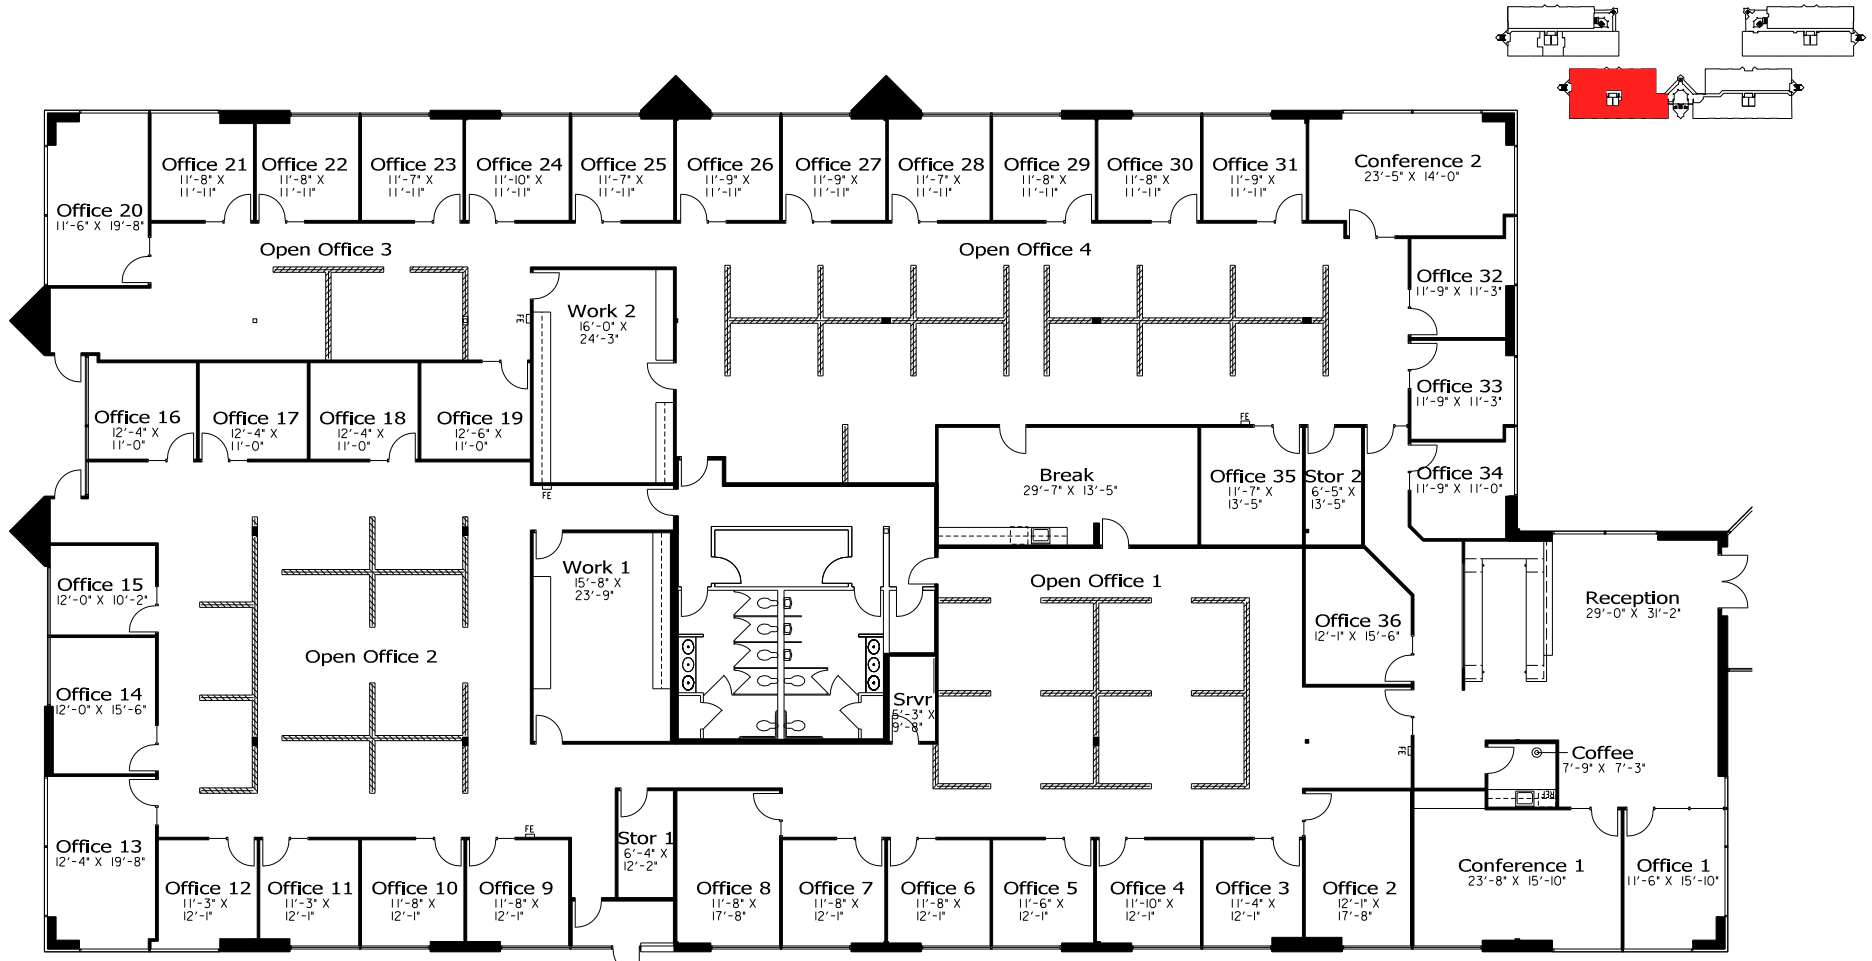 Office 21
11'-8" X
11'-11"
Office 22
11'-8" X
11'-11"
Office 23
11'-7" X
11'-11"
Office 24
11'-10" X
11'-11"
Office 25
11'-7" X
11'-11"
Office 26
11'-9" X
11'-11"
Office 27
11'-9" X
11'-11"
Office 28
11'-7" X
11'-11"
Office 29
11'-8" X
11'-11"
Office 30
11'-8" X
11'-11"
Office 31
11'-9" X
11'-11"
Conference 2
23'-5" X 14'-0"
Office 20
11'-6" X 19'-8"
Open Office 3
Open Office 4
Office 32
11'-9" X 11'-3"
Work 2
16'-0" X
24'-3"
FE
Office 33
11'-9" X 11'-3"
Office 16
12'-4" X
11'-0"
Office 17
12'-4" X
11'-0"
Office 18
12'-4" X
11'-0"
Office 19
12'-6" X
11'-0"
FE
Office 34
11'-9" X 11'-0"
Break
29'-7" X 13'-5"
Office 35
11'-7" X
13'-5"
Stor 2
6'-5" X
13'-5"
FE
Office 15
12'-0" X 10'-2"
Work 1
15'-8" X
23'-9"
Open Office 1
Reception
29'-0" X 31'-2"
Office 36
12'-1" X 15'-6"
Open Office 2
Office 14
12'-0" X 15'-6"
Srvr
5'-3" X
9'-8"
FE
Coffee
7'-9" X 7'-3"
REF
Office 13
12'-4" X 19'-8"
FE
Stor 1
6'-4" X
12'-2"
Office 12
11'-3" X
12'-1"
Office 11
11'-3" X
12'-1"
Office 10
11'-8" X
12'-1"
Office 9
11'-8" X
12'-1"
Office 8
11'-8" X
17'-8"
Office 7
11'-8" X
12'-1"
Office 6
11'-8" X
12'-1"
Office 5
11'-6" X
12'-1"
Office 4
11'-10" X
12'-1"
Office 3
11'-4" X
12'-1"
Office 2
12'-1" X
17'-8"
Conference 1
23'-8" X 15'-10"
Office 1
11'-6" X 15'-10"